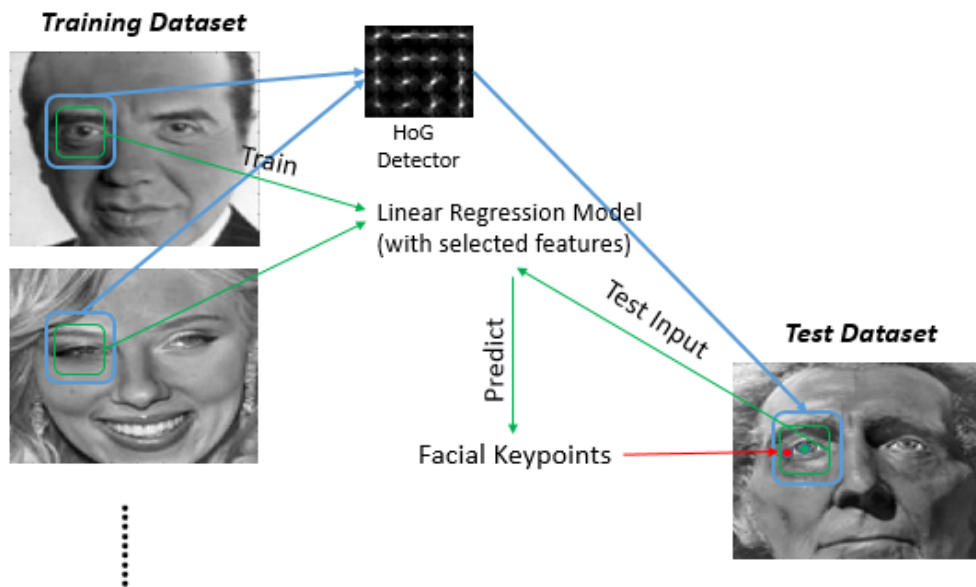 Training Dataset
HoG
Detector
Train
Linear Regression Model
(with selected features)
Test Input
Predict
Test Dataset
Facial Keypoints